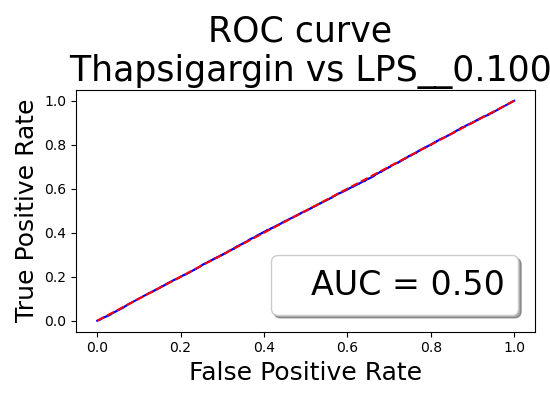 ROC curve
Thapsigargin vs LPS__0.100
True Positive Rate
1.0
0.8
0.6
0.4
0.2
0.0
AUC = 0.50
0.0 0.2 0.4 0.6 0.8 1.0
False Positive Rate